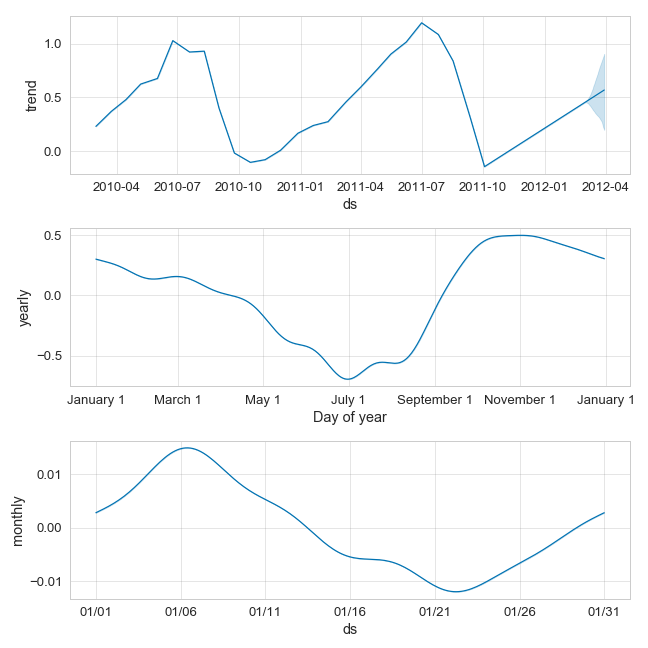 trend
1.0
0.5
0.0
2010-04 2010-07 2010-10 2011-01 2011-04 2011-07 2011-10 2012-01 2012-04
ds
yearly
0.5
0.0
−0.5
January 1 March 1 May 1 July 1 September 1 November 1 January 1
Day of year
monthly
0.01
0.00
−0.01
01/01 01/06 01/11 01/16 01/21 01/26 01/31
ds